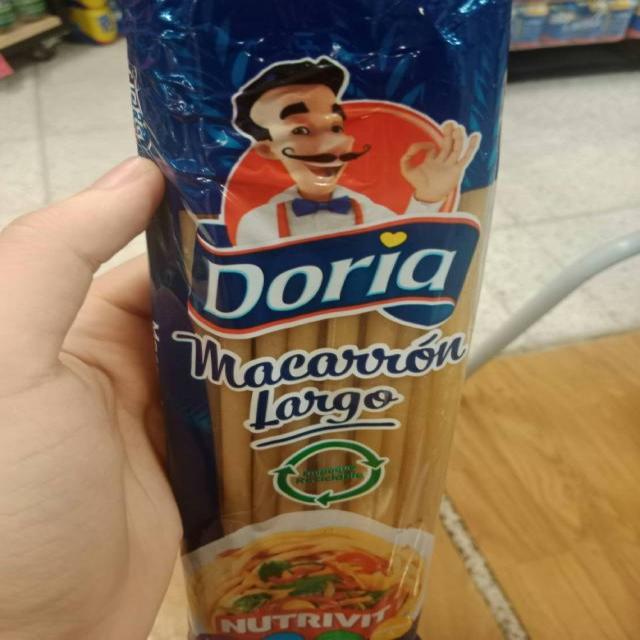 Doria
Macarrón
Largo
Empaque
Reciclable
NUTRIVIT